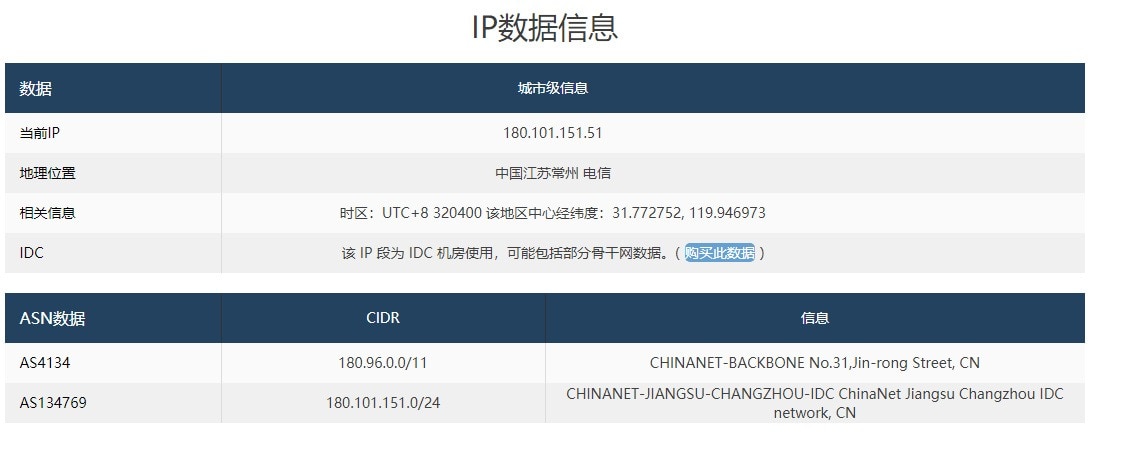 IP数据信息
数据 城市级信息
当前IP 180.101.151.51
地理位置 中国江苏常州 电信
相关信息 时区：UTC+8 320400 该地区中心经纬度：31.772752, 119.946973
IDC 该 IP 段为 IDC 机房使用，可能包括部分骨干网数据。( 购买此数据 )
ASN数据 CIDR 信息
AS4134 180.96.0.0/11 CHINANET-BACKBONE No.31,Jin-rong Street, CN
AS134769 180.101.151.0/24 CHINANET-JIANGSU-CHANGZHOU-IDC ChinaNet Jiangsu Changzhou IDC
network, CN